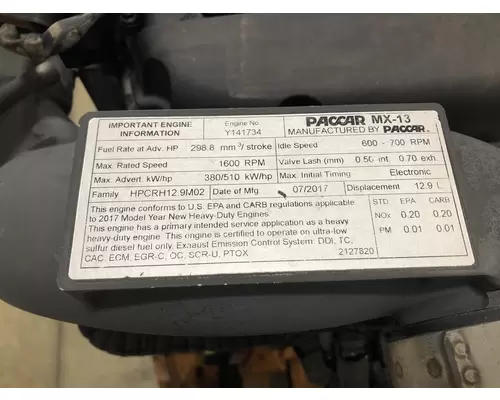 IMPORTANT ENGINE INFORMATION
Engine No.
Y141734
PACCAR MX-13
MANUFACTURED BY PACCAR
Fuel Rate at Adv. HP 298.8 mm³/ stroke
Idle Speed 600 - 700 RPM
Max. Rated Speed 1600 RPM
Valve Lash (mm) 0.50 int. 0.70 exh.
Max. Advert. kW/hp 380/510 kW/hp
Max. Initial Timing Electronic
Family HPCRH12.9M02
Date of Mfg 07/2017
Displacement 12.9 L
This engine conforms to U.S. EPA and CARB regulations applicable
to 2017 Model Year New Heavy-Duty Engines.
This engine has a primary intended service application as a heavy
heavy-duty engine. This engine is certified to operate on ultra-low
sulfur diesel fuel only. Exhaust Emission Control System: DDI, TC,
CAC, ECM, EGR-C, OC, SCR-U, PTOX
2127820
STD EPA CARB
NOx 0.20 0.20
PM 0.01 0.01